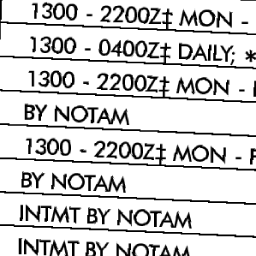 1300 - 2200Z‡ MON -
1300 - 0400Z‡ DAILY; *
1300 - 2200Z‡ MON -
BY NOTAM
1300 - 2200Z‡ MON - F
BY NOTAM
INTMT BY NOTAM
INTMT BY NOTAM